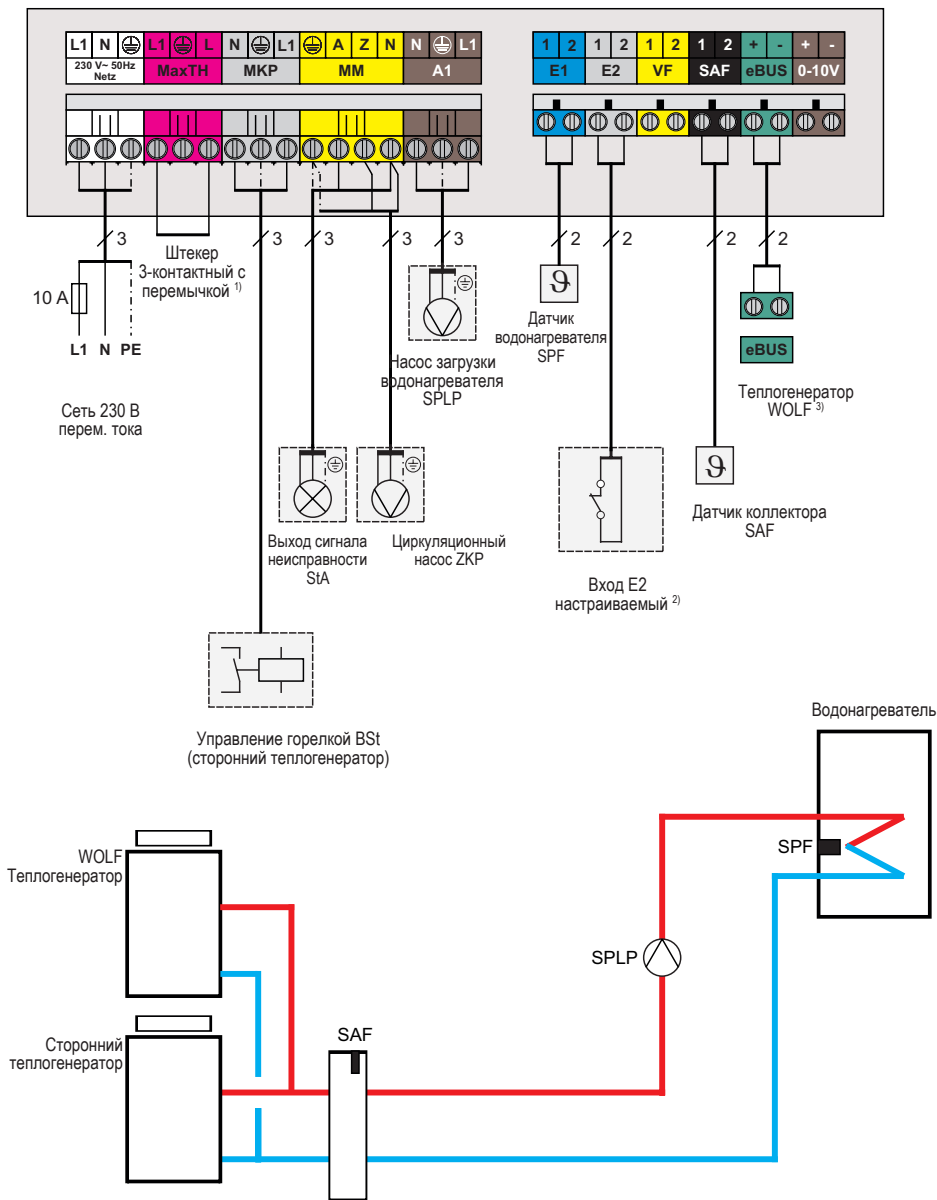 L1 N L1 L N L1 A Z N N L1
230 V~ 50Hz
Netz
MaxTH MKP MM A1
1 2 1 2 1 2 1 2 + - + -
E1 E2 VF SAF eBUS 0-10V
3 3 3 3 3 2 2 2 2
Штекер
3-контактный с
перемычкой 1)
10 A
L1 N PE
Сеть 230 В
перем. тока
Насос загрузки
водонагревателя
SPLP
ϑ
Датчик
водонагревателя
SPF
eBUS
Теплогенератор
WOLF 3)
ϑ
Датчик коллектора
SAF
Выход сигнала
неисправности
StA
Циркуляционный
насос ZKP
Вход E2
настраиваемый 2)
Управление горелкой BSt
(сторонний теплогенератор)
Водонагреватель
SPF
WOLF
Теплогенератор
SPLP
Сторонний
теплогенератор
SAF